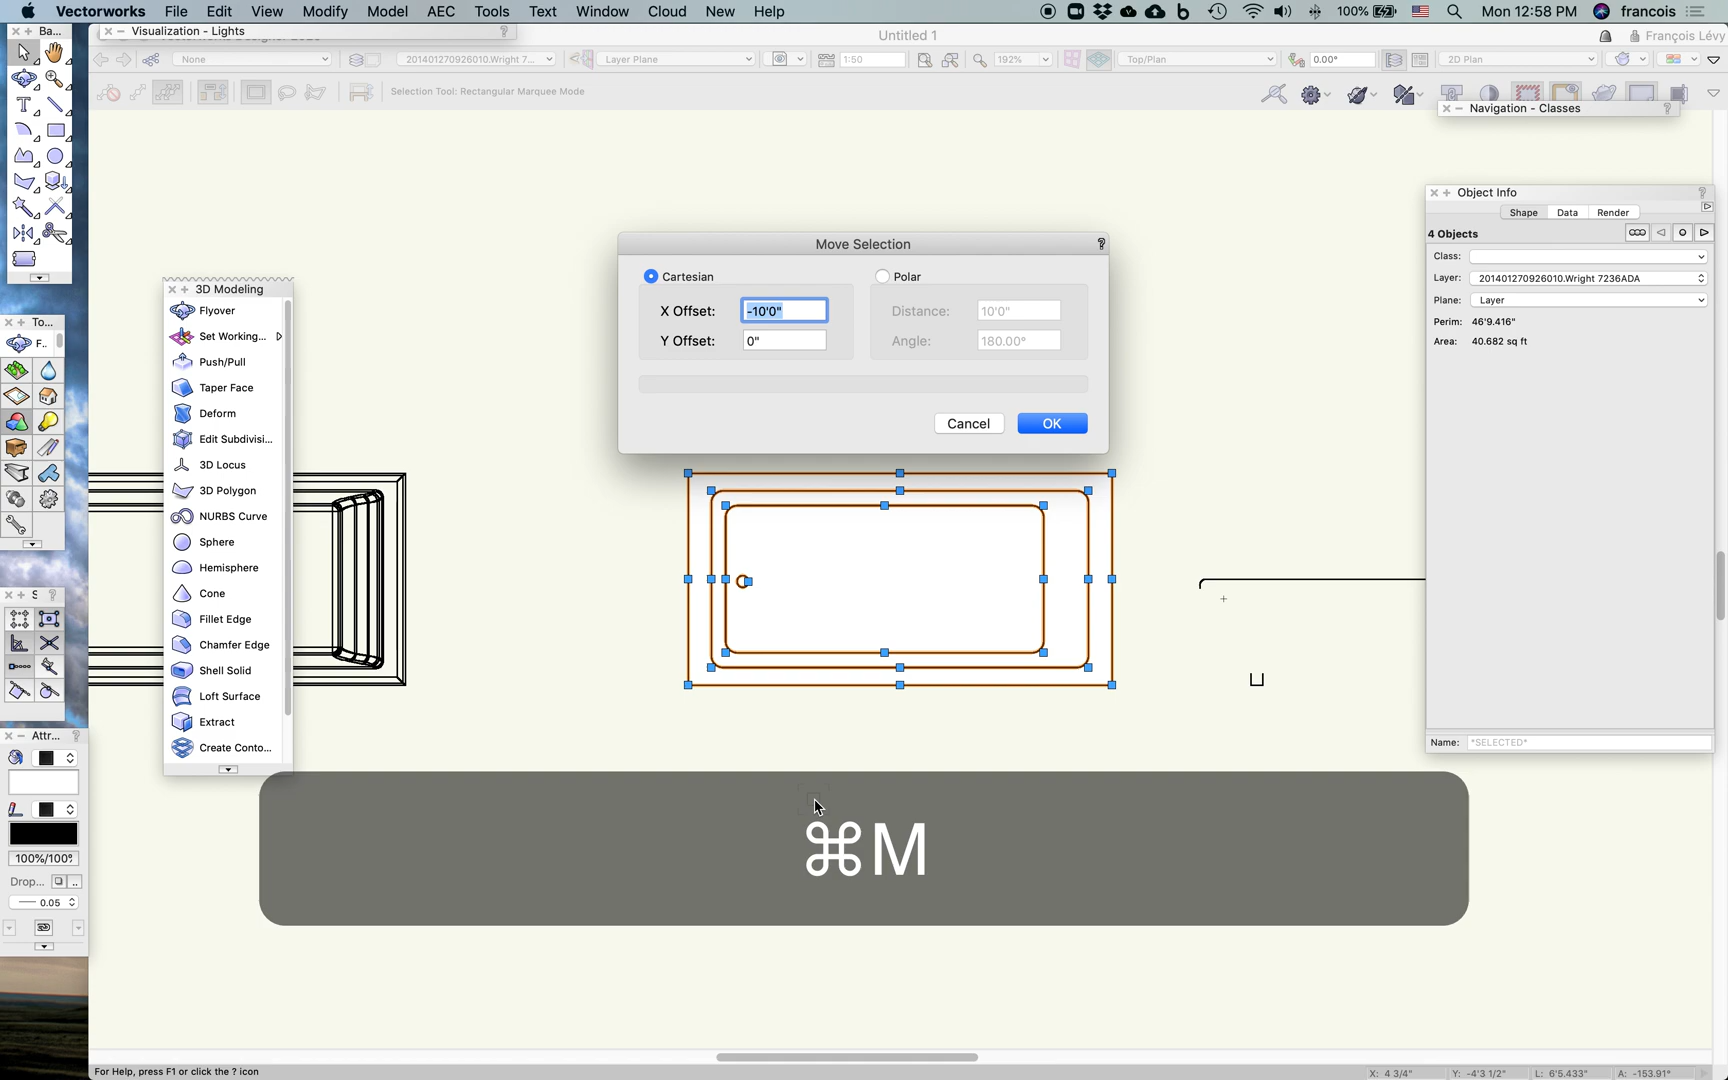 Vectorworks File Edit View Modify Model AEC Tools Text Window Cloud New Help 100% Mon 12:58 PM francois
Ba...
Visualization - Lights ?
Untitled 1
François Lévy
None
201401270926010.Wright 7...
Layer Plane
1:50
192%
Top/Plan
0.00°
2D Plan
Selection Tool: Rectangular Marquee Mode
Navigation - Classes ?
Object Info ?
Shape Data Render
4 Objects
Class:
Layer: 201401270926010.Wright 7236ADA
Plane: Layer
Perim: 46'9.416"
Area: 40.682 sq ft
Name: *SELECTED*
Move Selection ?
Cartesian
Polar
X Offset: -10'0"
Y Offset: 0"
Distance: 10'0"
Angle: 180.00°
Cancel OK
3D Modeling
Flyover
Set Working...
Push/Pull
Taper Face
Deform
Edit Subdivisi...
3D Locus
3D Polygon
NURBS Curve
Sphere
Hemisphere
Cone
Fillet Edge
Chamfer Edge
Shell Solid
Loft Surface
Extract
Create Conto...
To...
F..
S ?
Attr... ?
100%/100%
Drop...
0.05
⌘M
For Help, press F1 or click the ? icon
X: 4 3/4" Y: -4'3 1/2" L: 6'5.433" A: -153.91°